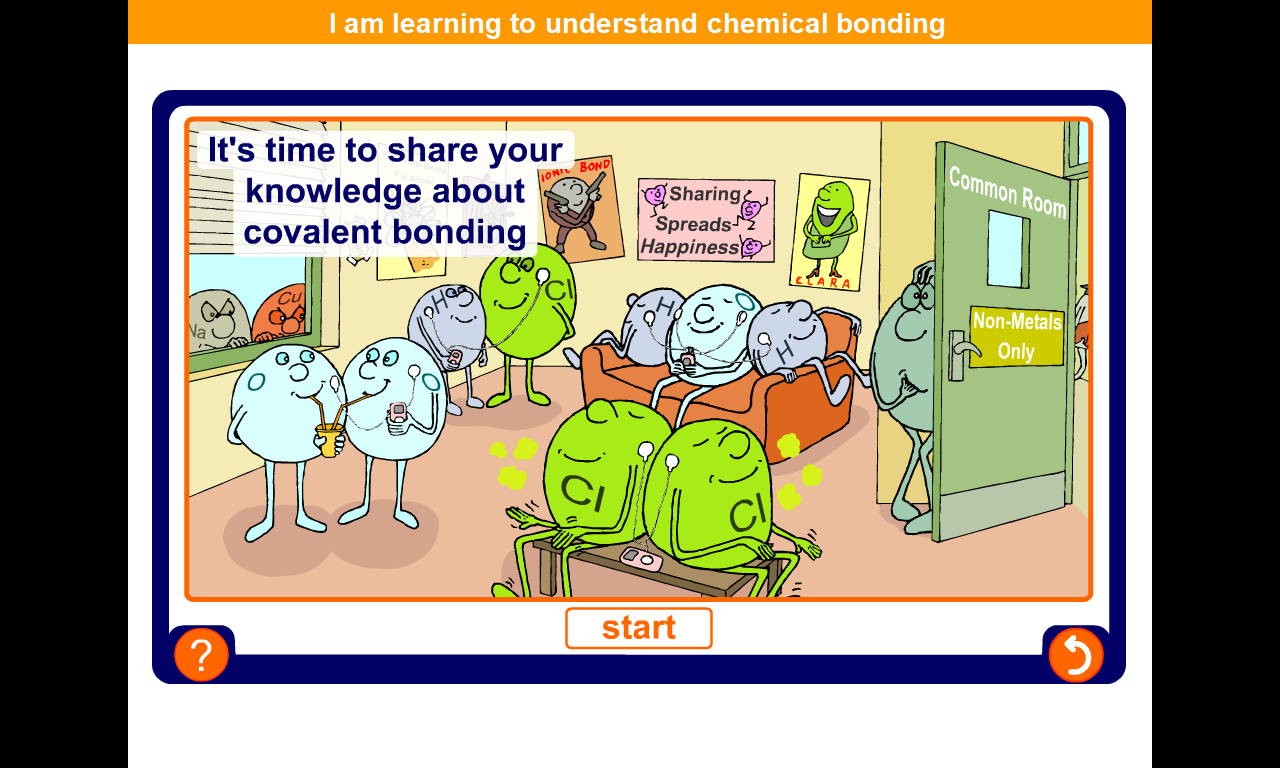 I am learning to understand chemical bonding
It's time to share your
knowledge about
covalent bonding
IONIC BOND
Sharing
Spreads
Happiness
CLARA
Common Room
Non-Metals
Only
Na
Cu
O
O
H
Cl
H
O
H
Cl
Cl
start
?